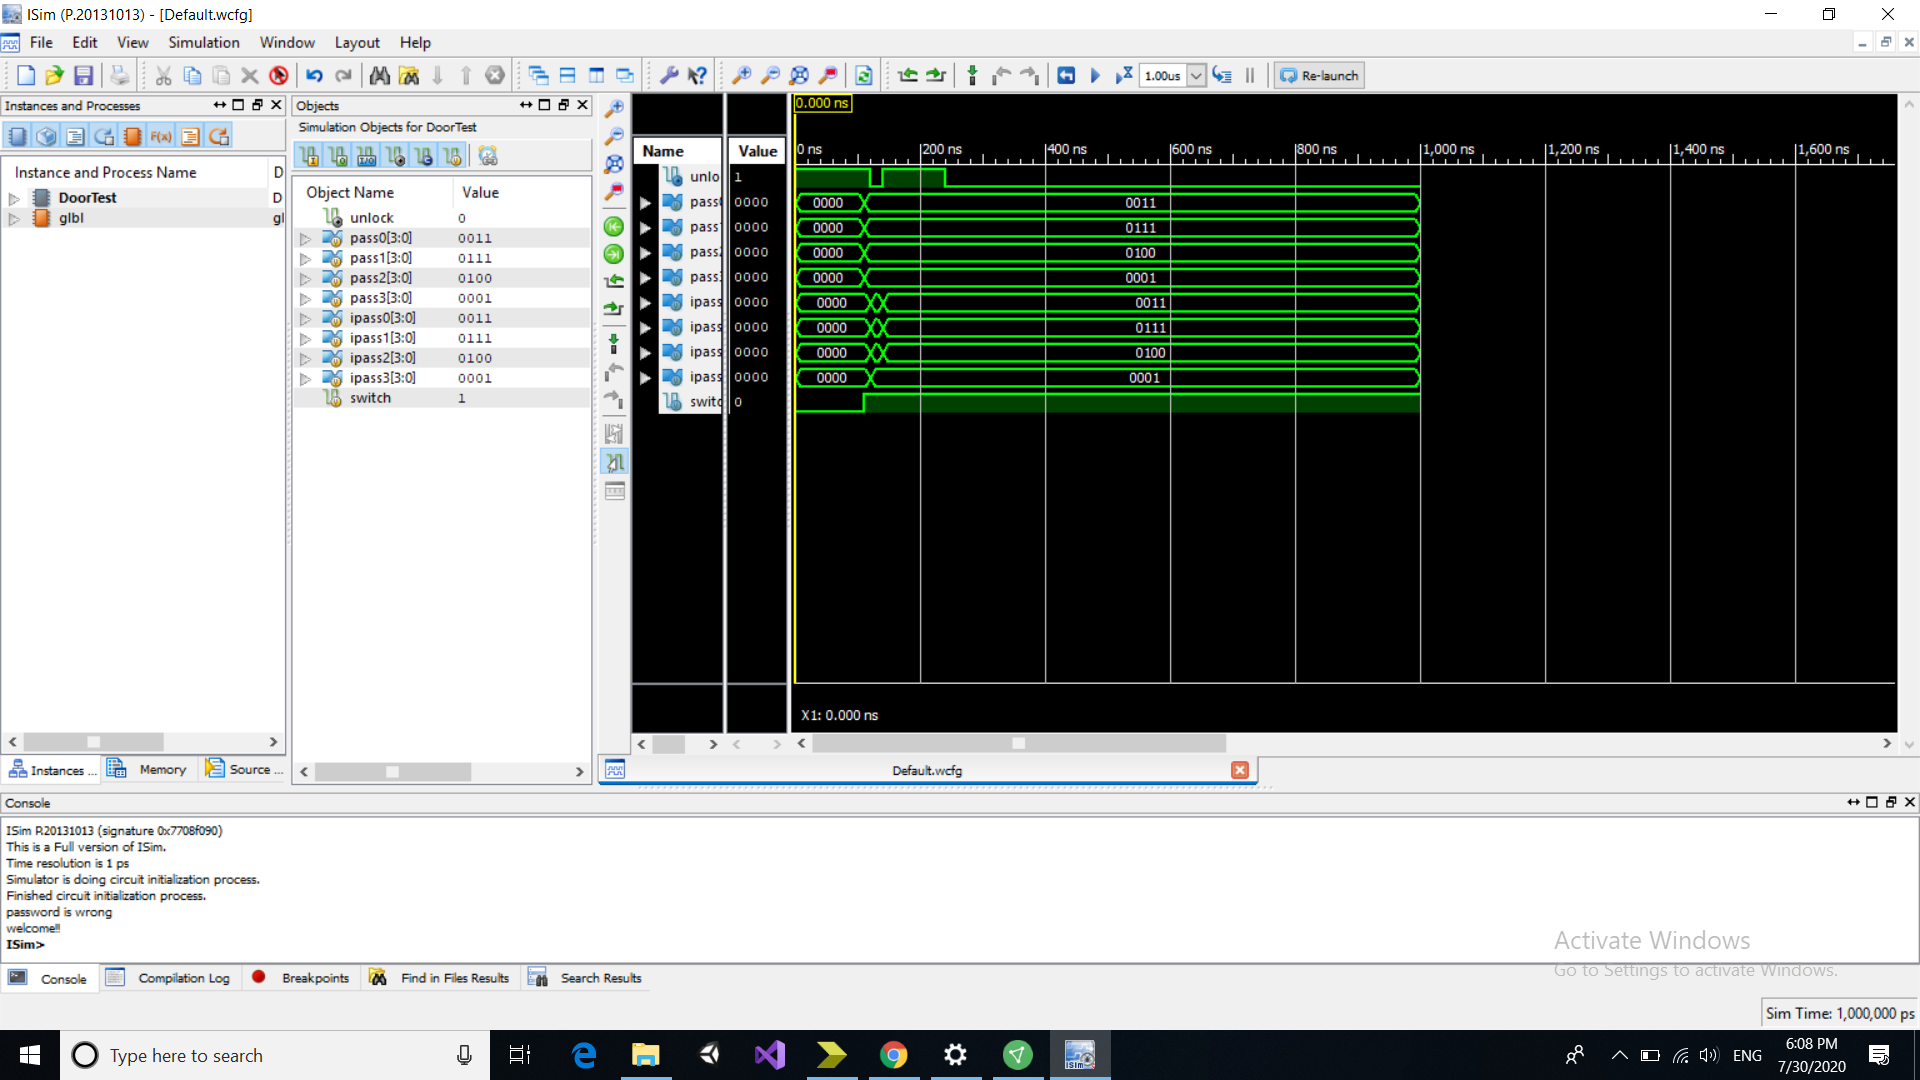 ISim (P.20131013) - [Default.wcfg]
File Edit View Simulation Window Layout Help
1.00us Re-launch
Instances and Processes
Instance and Process Name D
DoorTest D
glbl gl
Instances ... Memory Source ...
Objects
Simulation Objects for DoorTest
Object Name Value
unlock 0
pass0[3:0] 0011
pass1[3:0] 0111
pass2[3:0] 0100
pass3[3:0] 0001
ipass0[3:0] 0011
ipass1[3:0] 0111
ipass2[3:0] 0100
ipass3[3:0] 0001
switch 1
0.000 ns
Name Value 0 ns 200 ns 400 ns 600 ns 800 ns 1,000 ns 1,200 ns 1,400 ns 1,600 ns
unlo 1
pass 0000 0000 0011
pass 0000 0000 0111
pass 0000 0000 0100
pass 0000 0000 0001
ipass 0000 0000 0011
ipass 0000 0000 0111
ipass 0000 0000 0100
ipass 0000 0000 0001
switc 0
X1: 0.000 ns
Default.wcfg
Console
ISim P.20131013 (signature 0x7708f090)
This is a Full version of ISim.
Time resolution is 1 ps
Simulator is doing circuit initialization process.
Finished circuit initialization process.
password is wrong
welcome!!
ISim>
Console Compilation Log Breakpoints Find in Files Results Search Results
Activate Windows
Go to Settings to activate Windows.
Sim Time: 1,000,000 ps
Type here to search
ENG
6:08 PM
7/30/2020